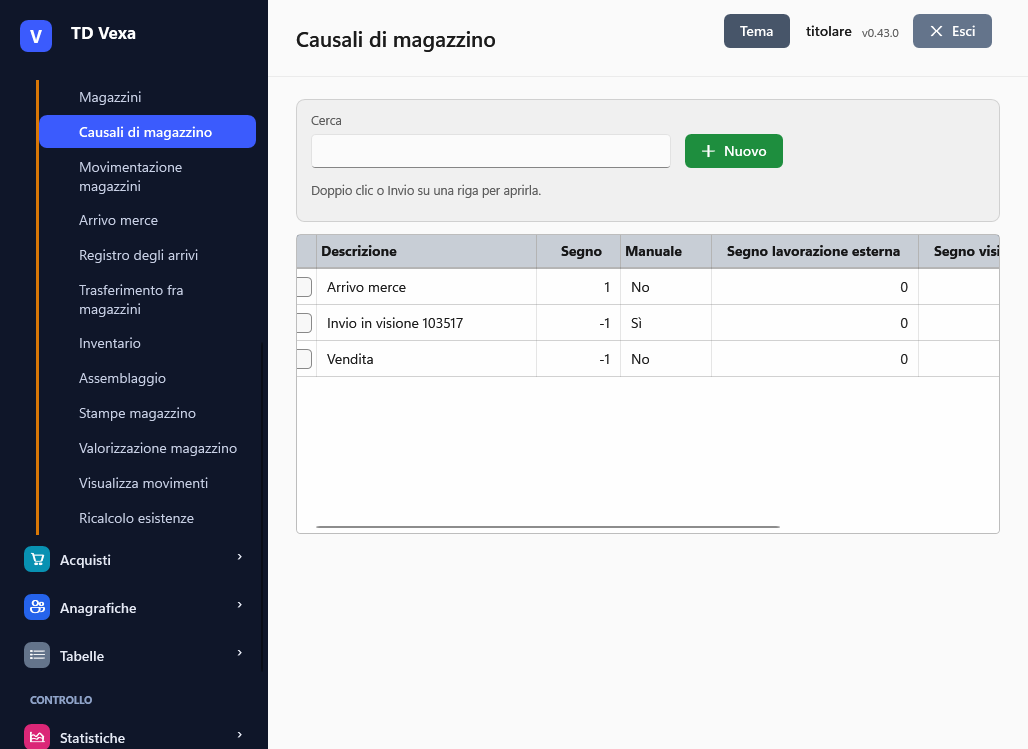 V
TD Vexa
Causali di magazzino
Tema
titolare
v0.43.0
Esci
Magazzini
Causali di magazzino
Movimentazione
magazzini
Arrivo merce
Registro degli arrivi
Trasferimento fra
magazzini
Inventario
Assemblaggio
Stampe magazzino
Valorizzazione magazzino
Visualizza movimenti
Ricalcolo esistenze
Acquisti
Anagrafiche
Tabelle
CONTROLLO
Statistiche
Cerca
Nuovo
Doppio clic o Invio su una riga per aprirla.
Descrizione Segno Manuale Segno lavorazione esterna Segno visi
Arrivo merce 1 No 0
Invio in visione 103517 -1 Sì 0
Vendita -1 No 0